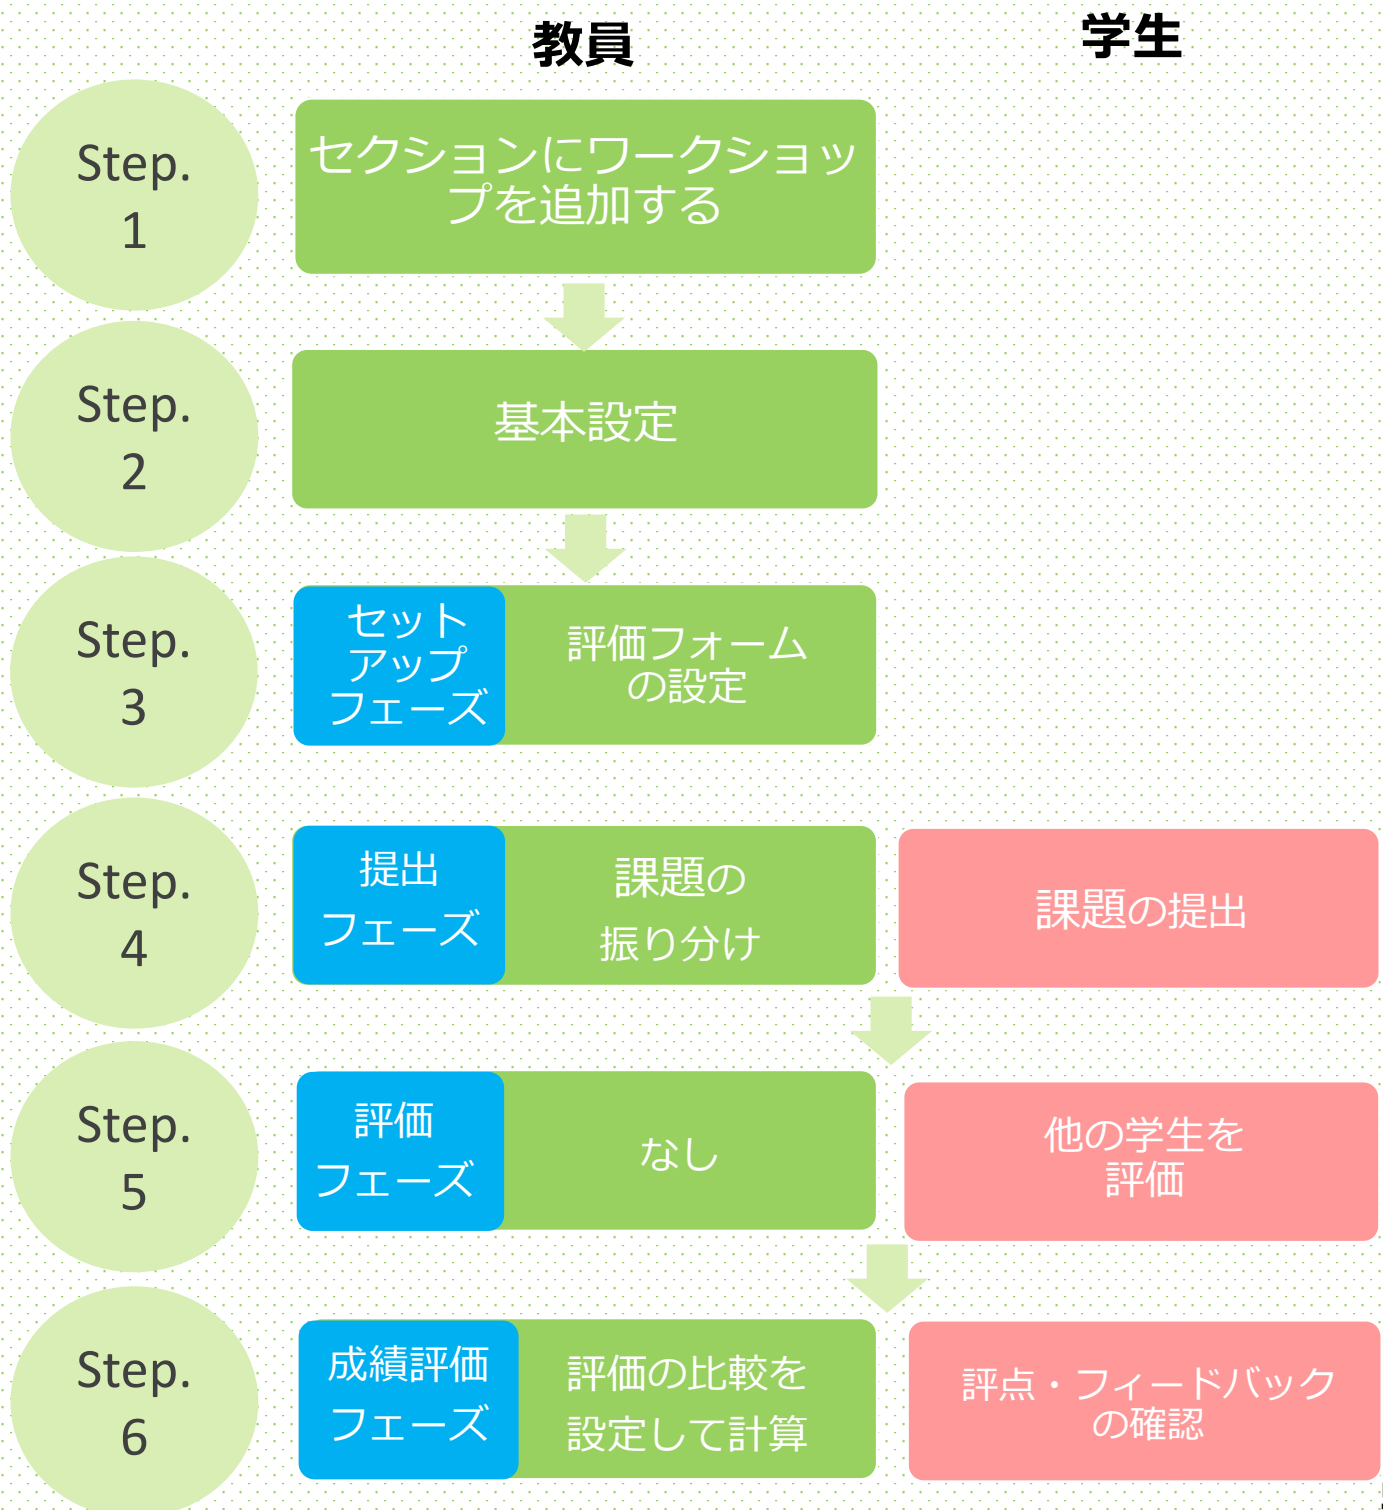 教員
学生
Step.
1
セクションにワークショッ
プを追加する
Step.
2
基本設定
Step.
3
セット
アップ
フェーズ
評価フォーム
の設定
Step.
4
提出
フェーズ
課題の
振り分け
課題の提出
Step.
5
評価
フェーズ
なし
他の学生を
評価
Step.
6
成績評価
フェーズ
評価の比較を
設定して計算
評点・フィードバック
の確認